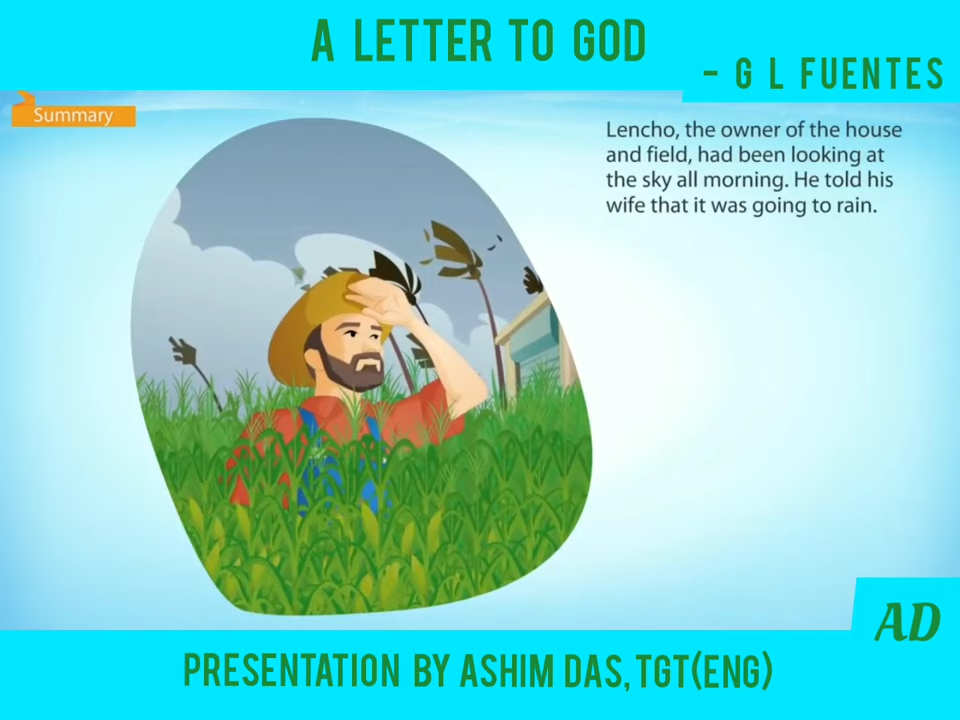 A LETTER TO GOD
- G L FUENTES
Summary
Lencho, the owner of the house
and field, had been looking at
the sky all morning. He told his
wife that it was going to rain.
AD
PRESENTATION BY ASHIM DAS, TGT(ENG)